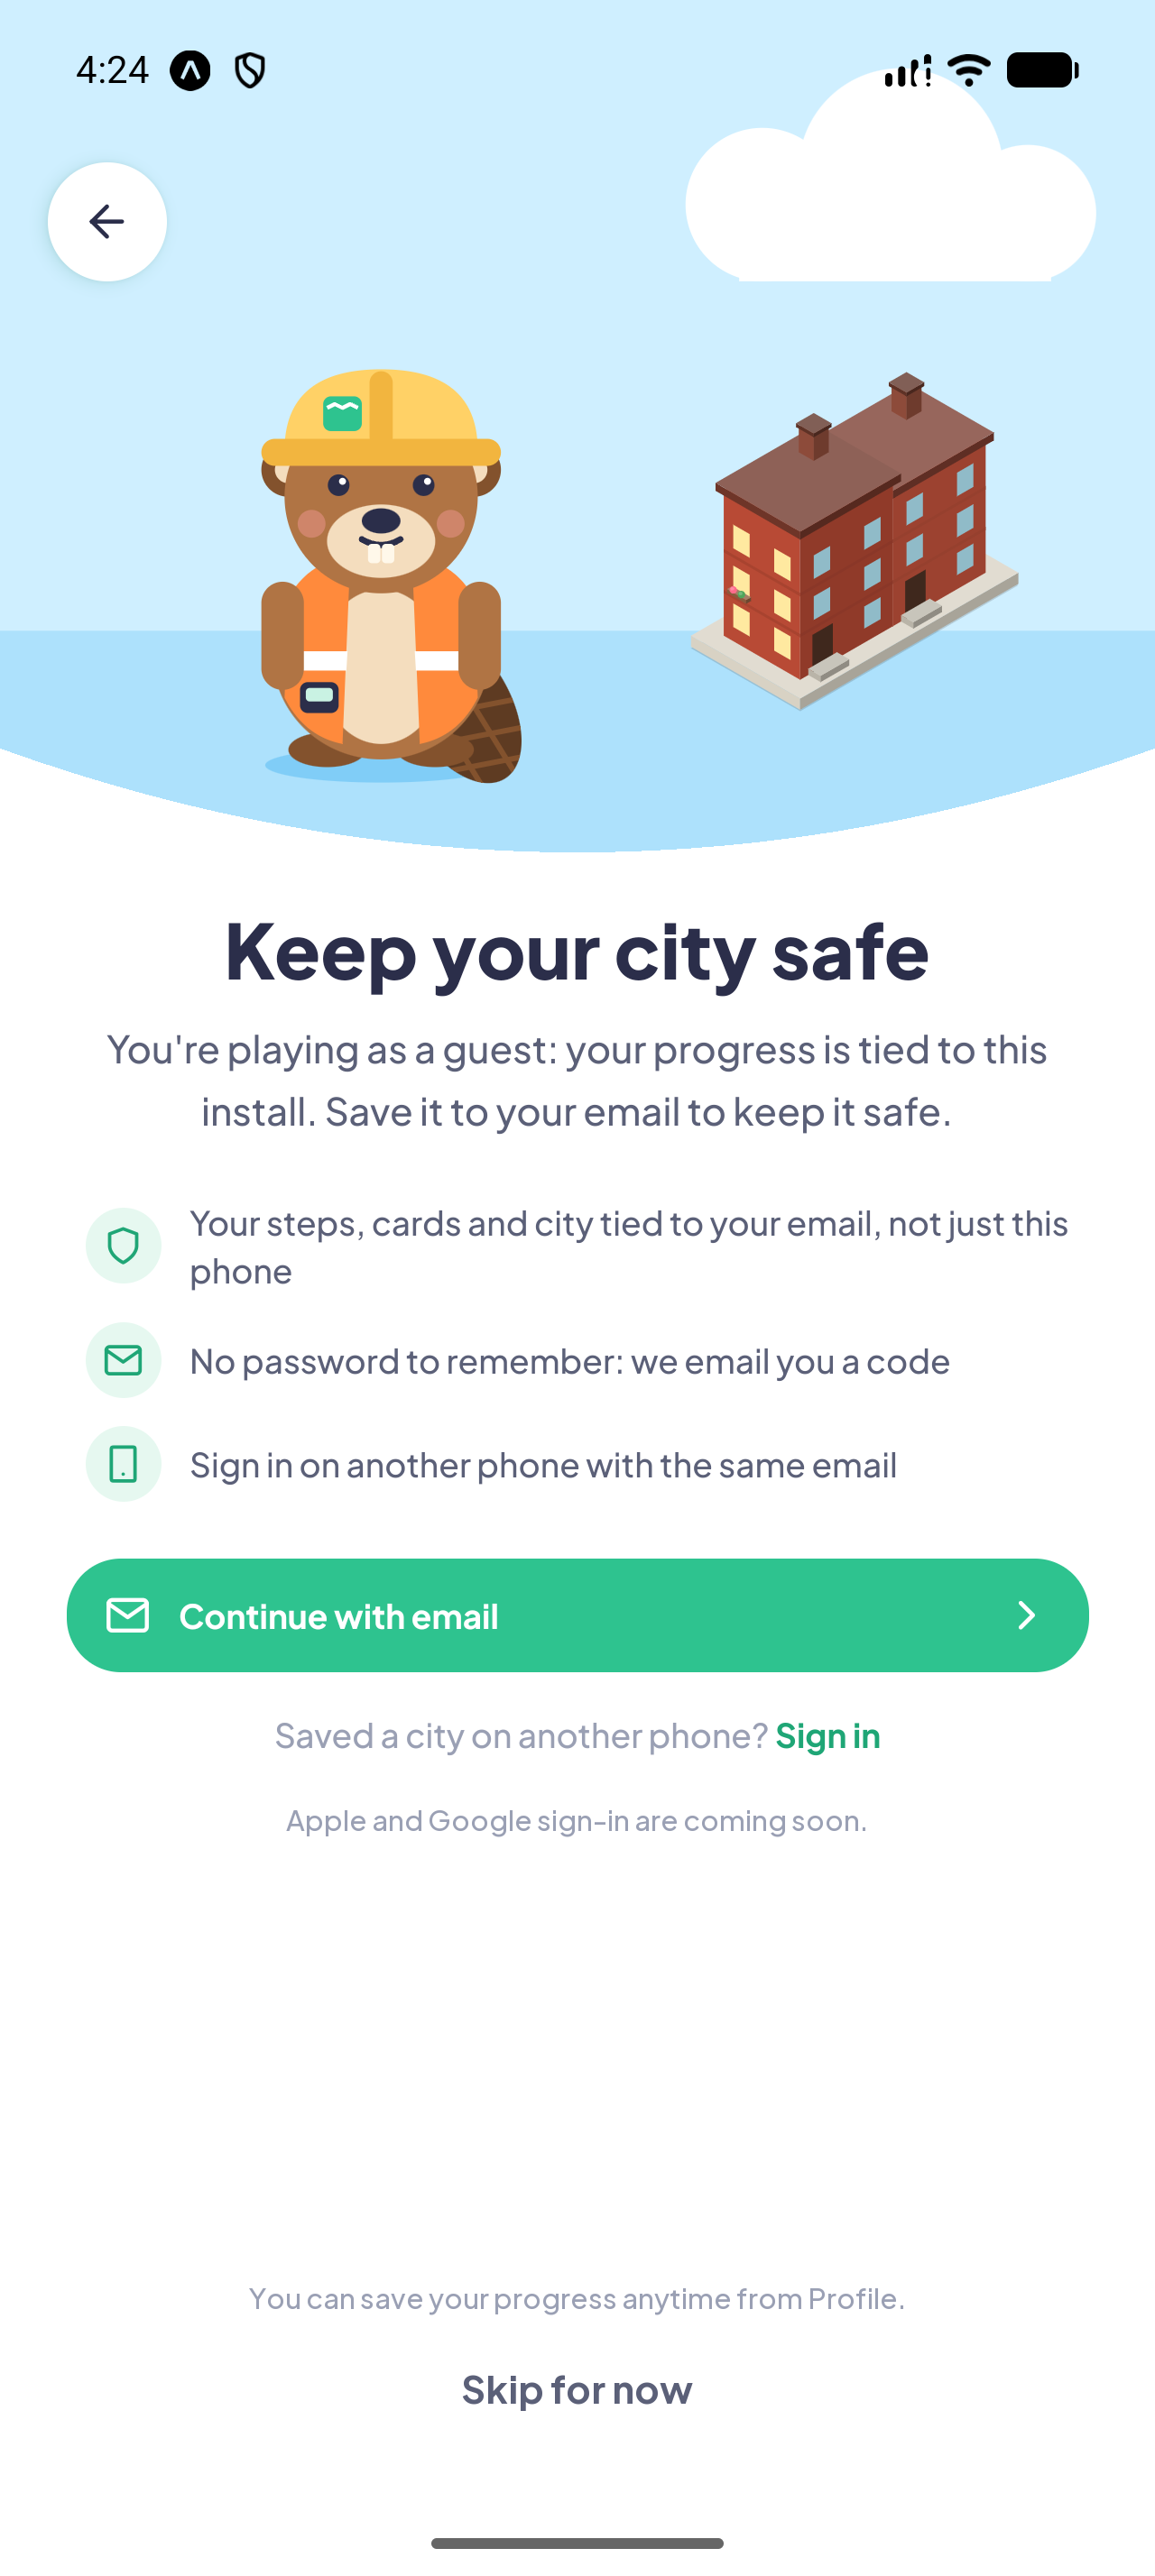 4:24
Keep your city safe
You're playing as a guest: your progress is tied to this
install. Save it to your email to keep it safe.
Your steps, cards and city tied to your email, not just this
phone
No password to remember: we email you a code
Sign in on another phone with the same email
Continue with email
Saved a city on another phone? Sign in
Apple and Google sign-in are coming soon.
You can save your progress anytime from Profile.
Skip for now